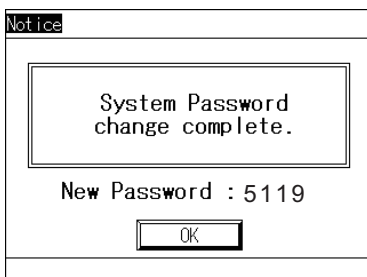 Notice
System Password
change complete.
New Password : 5119
OK